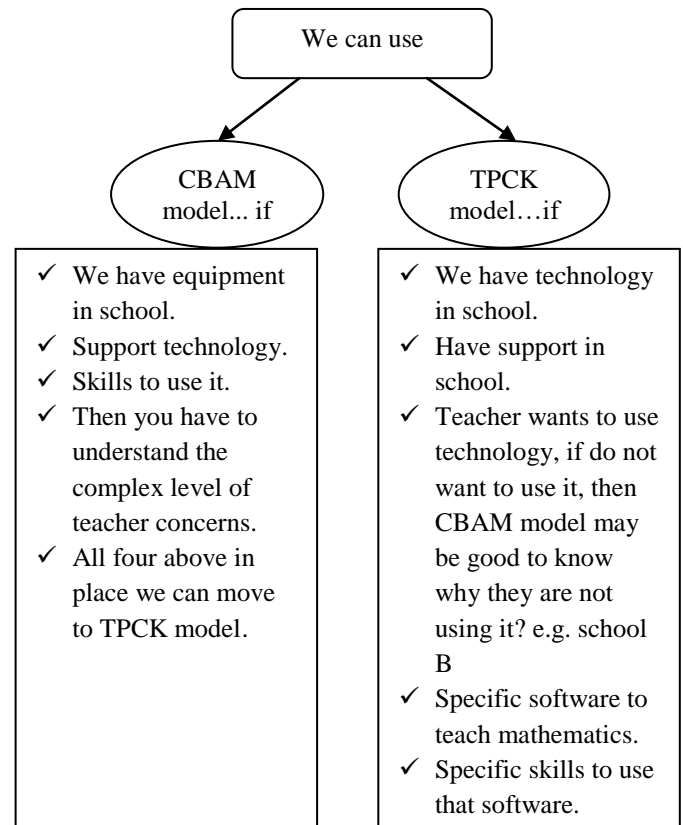 We can use
CBAM
model... if
TPCK
model…if
✓ We have equipment
in school.
✓ Support technology.
✓ Skills to use it.
✓ Then you have to
understand the
complex level of
teacher concerns.
✓ All four above in
place we can move
to TPCK model.
✓ We have technology
in school.
✓ Have support in
school.
✓ Teacher wants to use
technology, if do not
want to use it, then
CBAM model may
be good to know
why they are not
using it? e.g. school
B
✓ Specific software to
teach mathematics.
✓ Specific skills to use
that software.